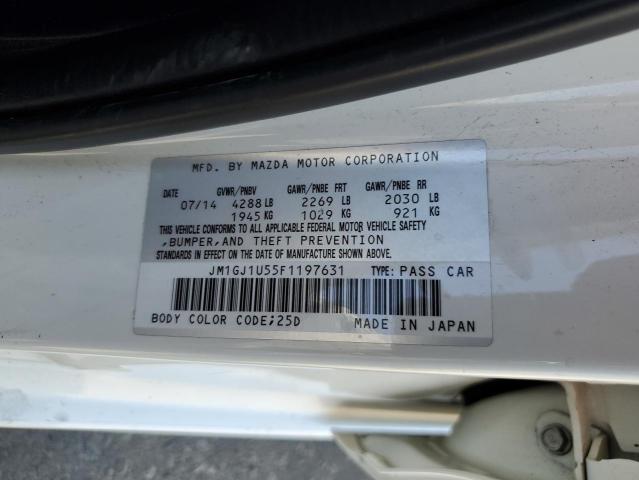 MFD. BY MAZDA MOTOR CORPORATION
DATE GVWR/PNBV GAWR/PNBE FRT GAWR/PNBE RR
07/14 4288 LB 2269 LB 2030 LB
1945 KG 1029 KG 921 KG
THIS VEHICLE CONFORMS TO ALL APPLICABLE FEDERAL MOTOR VEHICLE SAFETY
,BUMPER,AND THEFT PREVENTION
STANDARDS IN EFFECT ON THE DATE OF MANUFACTURE SHOWN ABOVE.
JM1GJ1U55F1197631 TYPE: PASS CAR
BODY COLOR CODE;25D MADE IN JAPAN